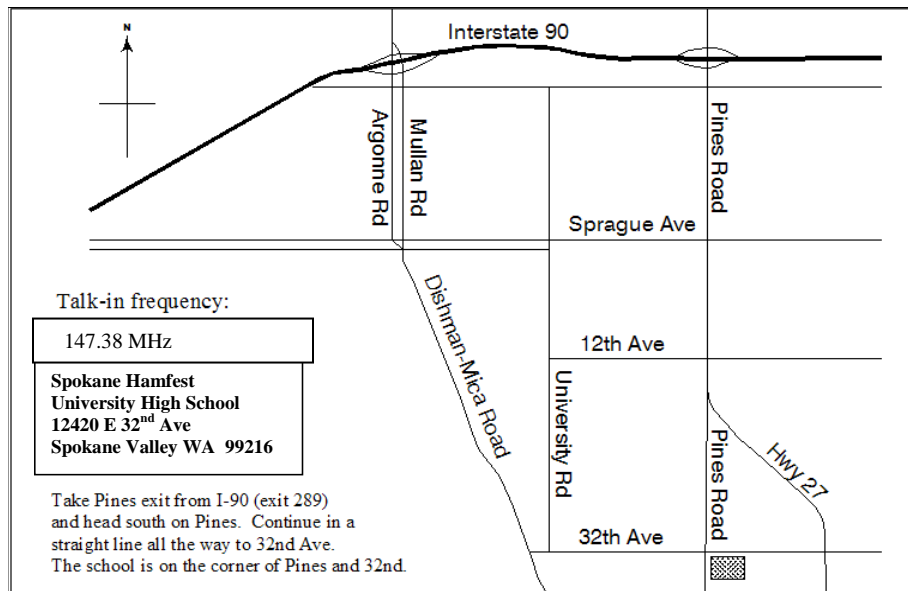 N
Interstate 90
Argonne Rd
Mullan Rd
Pines Road
Sprague Ave
Dishman-Mica Road
12th Ave
University Rd
Pines Road
Hwy 27
32th Ave
Talk-in frequency:
147.38 MHz
Spokane Hamfest
University High School
12420 E 32nd Ave
Spokane Valley WA 99216
Take Pines exit from I-90 (exit 289)
and head south on Pines. Continue in a
straight line all the way to 32nd Ave.
The school is on the corner of Pines and 32nd.